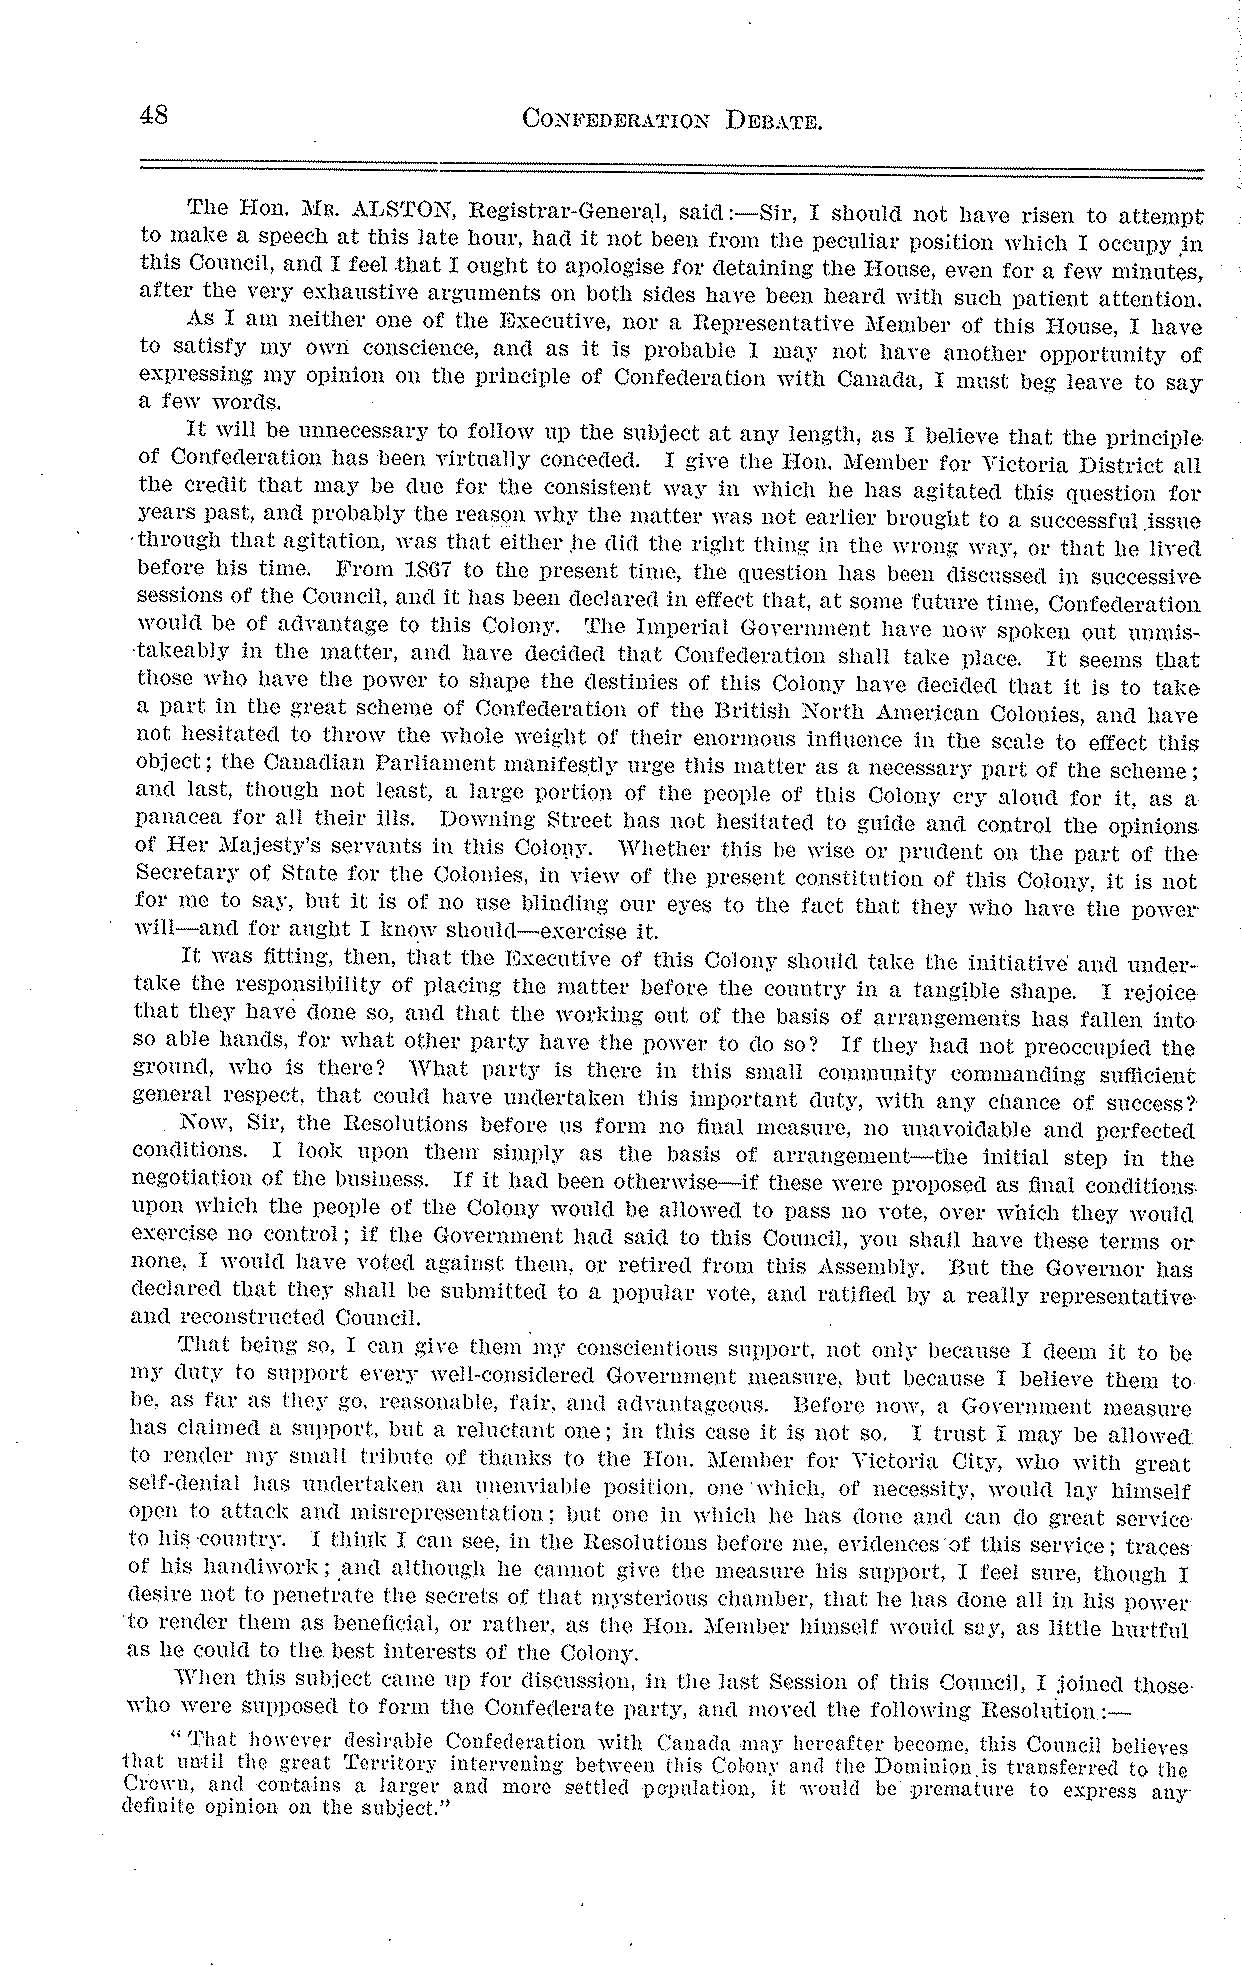 48
CONFEDERATION DEBATE.
The Hon. MR. ALSTON, Registrar-General, said:—Sir, I should not have risen to attempt
to make a speech at this late hour, had it not been from the peculiar position which I occupy in
this Council, and I feel that I ought to apologise for detaining the House, even for a few minutes,
after the very exhaustive arguments on both sides have been heard with such patient attention.
As I am neither one of the Executive, nor a Representative Member of this House, I have
to satisfy my own conscience, and as it is probable I may not have another opportunity of
expressing my opinion on the principle of Confederation with Canada, I must beg leave to say
a few words.
It will be unnecessary to follow up the subject at any length, as I believe that the principle
of Confederation has been virtually conceded. I give the Hon. Member for Victoria District all
the credit that may be due for the consistent way in which he has agitated this question for
years past, and probably the reason why the matter was not earlier brought to a successful issue
through that agitation, was that either he did the right thing in the wrong way, or that he lived
before his time. From 1867 to the present time, the question has been discussed in successive
sessions of the Council, and it has been declared in effect that, at some future time, Confederation
would be of advantage to this Colony. The Imperial Government have now spoken out unmis-
takeably in the matter, and have decided that Confederation shall take place. It seems that
those who have the power to shape the destinies of this Colony have decided that it is to take
a part in the great scheme of Confederation of the British North American Colonies, and have
not hesitated to throw the whole weight of their enormous influence in the scale to effect this
object; the Canadian Parliament manifestly urge this matter as a necessary part of the scheme;
and last, though not least, a large portion of the people of this Colony cry aloud for it, as a
panacea for all their ills. Downing Street has not hesitated to guide and control the opinions
of Her Majesty's servants in this Colony. Whether this be wise or prudent on the part of the
Secretary of State for the Colonies, in view of the present constitution of this Colony, it is not
for me to say, but it is of no use blinding our eyes to the fact that they who have the power
will—and for aught I know should—exercise it.
It was fitting, then, that the Executive of this Colony should take the initiative and under-
take the responsibility of placing the matter before the country in a tangible shape. I rejoice
that they have done so, and that the working out of the basis of arrangements has fallen into
so able hands, for what other party have the power to do so? If they had not preoccupied the
ground, who is there? What party is there in this small community commanding sufficient
general respect, that could have undertaken this important duty, with any chance of success?
Now, Sir, the Resolutions before us form no final measure, no unavoidable and perfected
conditions. I look upon them simply as the basis of arrangement—the initial step in the
negotiation of the business. If it had been otherwise—if these were proposed as final conditions
upon which the people of the Colony would be allowed to pass no vote, over which they would
exercise no control; if the Government had said to this Council, you shall have these terms or
none, I would have voted against them, or retired from this Assembly. But the Governor has
declared that they shall be submitted to a popular vote, and ratified by a really representative
and reconstructed Council.
That being so, I can give them my conscientious support, not only because I deem it to be
my duty to support every well-considered Government measure, but because I believe them to
be, as far as they go, reasonable, fair, and advantageous. Before now, a Government measure
has claimed a support, but a reluctant one; in this case it is not so. I trust I may be allowed
to render my small tribute of thanks to the Hon. Member for Victoria City, who with great
self-denial has undertaken an unenviable position, one which, of necessity, would lay himself
open to attack and misrepresentation; but one in which he has done and can do great service
to his country. I think I can see, in the Resolutions before me, evidences of this service; traces
of his handiwork; and although he cannot give the measure his support, I feel sure, though I
desire not to penetrate the secrets of that mysterious chamber, that he has done all in his power
to render them as beneficial, or rather, as the Hon. Member himself would say, as little hurtful
as he could to the best interests of the Colony.
When this subject came up for discussion, in the last Session of this Council, I joined those
who were supposed to form the Confederate party, and moved the following Resolution:—
"That however desirable Confederation with Canada may hereafter become, this Council believes
that until the great Territory intervening between this Colony and the Dominion is transferred to the
Crown, and contains a larger and more settled population, it would be premature to express any
definite opinion on the subject."